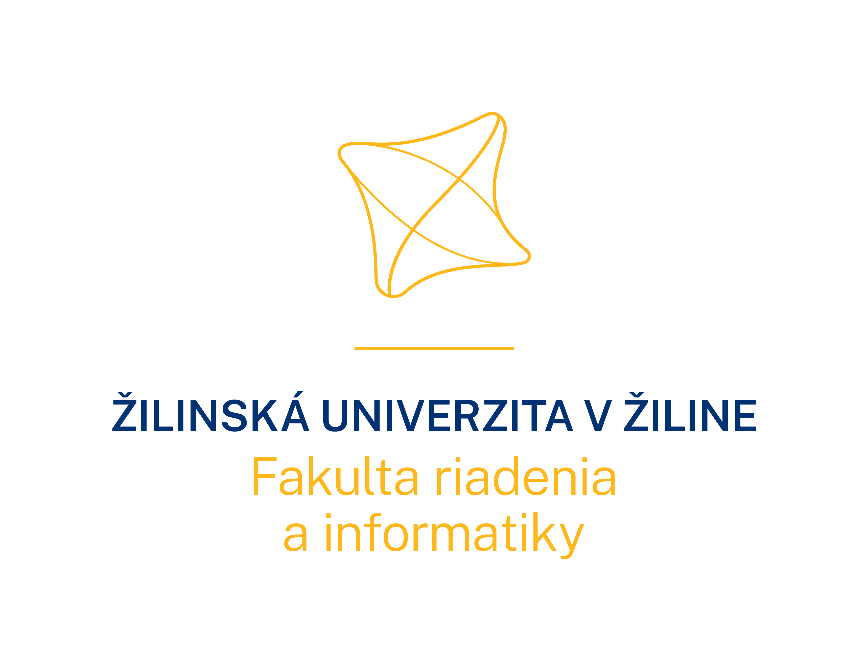 ŽILINSKÁ UNIVERZITA V ŽILINE
Fakulta riadenia
a informatiky